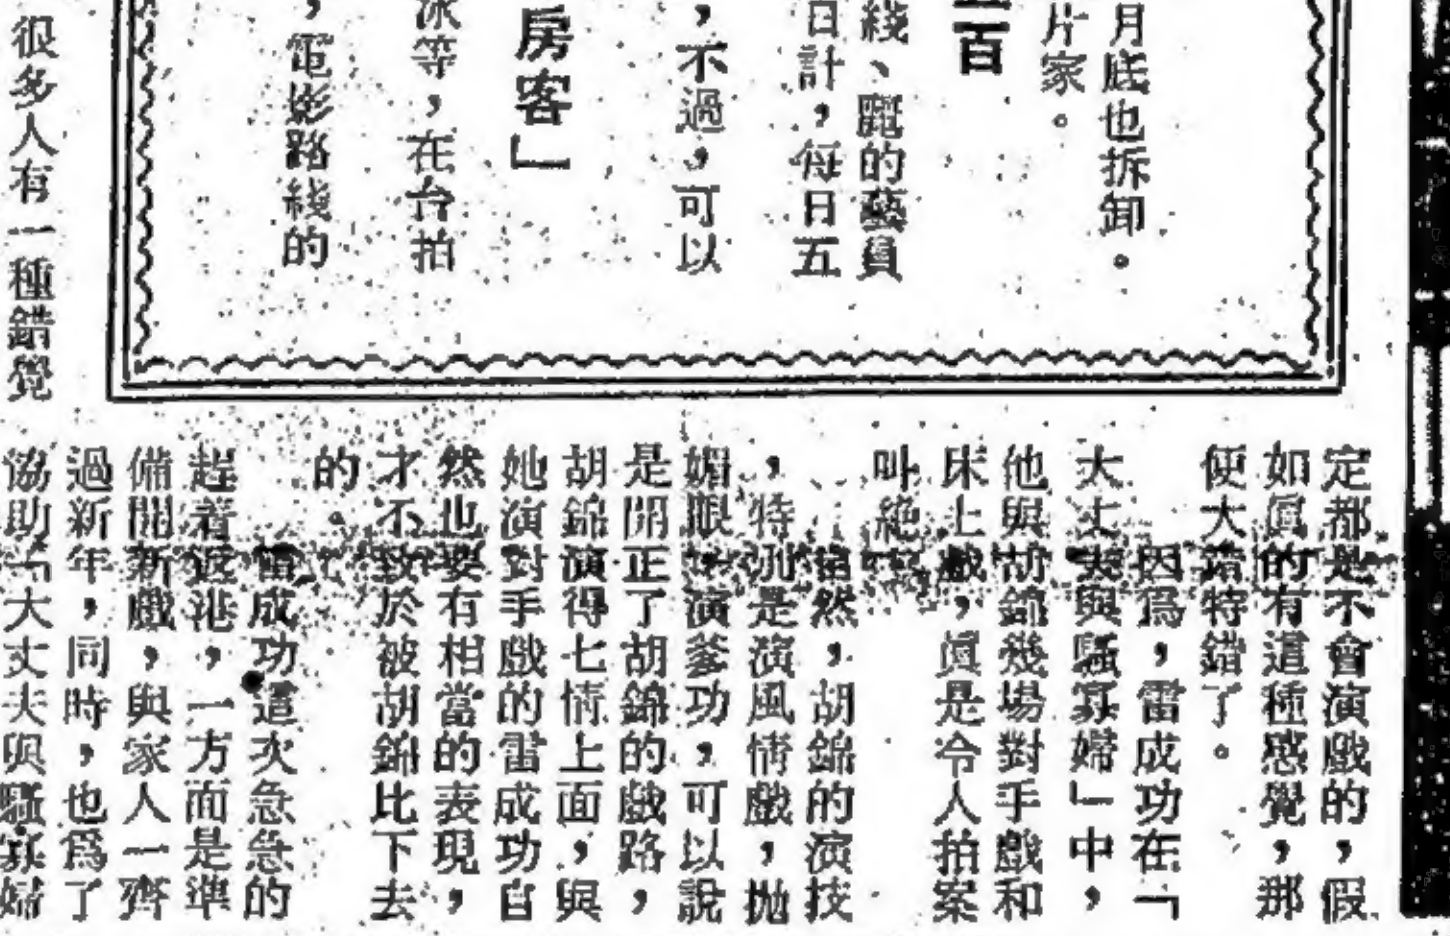 月底也拆卸。
片家。
百
綫、麗的藝員
日計，每日五
，不過，可以
房客」
泳等，在台拍
，電影路綫的
很多人有一種錯覺
定都是不會演戲的，假
如眞的有這種感覺，那
便大錯特錯了。
因爲，雷成功在「
大丈夫與騷寡婦」中，
他與胡錦幾場對手戲和
床上戲，眞是令人拍案
叫絕。
當然，胡錦的演技
，特別是演風情戲，拋
媚眼，演爹功，可以說
是開正了胡錦的戲路，
胡錦演得七情上面，與
她演對手戲的雷成功自
然也要有相當的表現，
才不致於被胡錦比下去
的。
雷成功這次急急的
趕着返港，一方面是準
備開新戲，與家人一齊
過新年，同時，也爲了
協助「大丈夫與騷寡婦